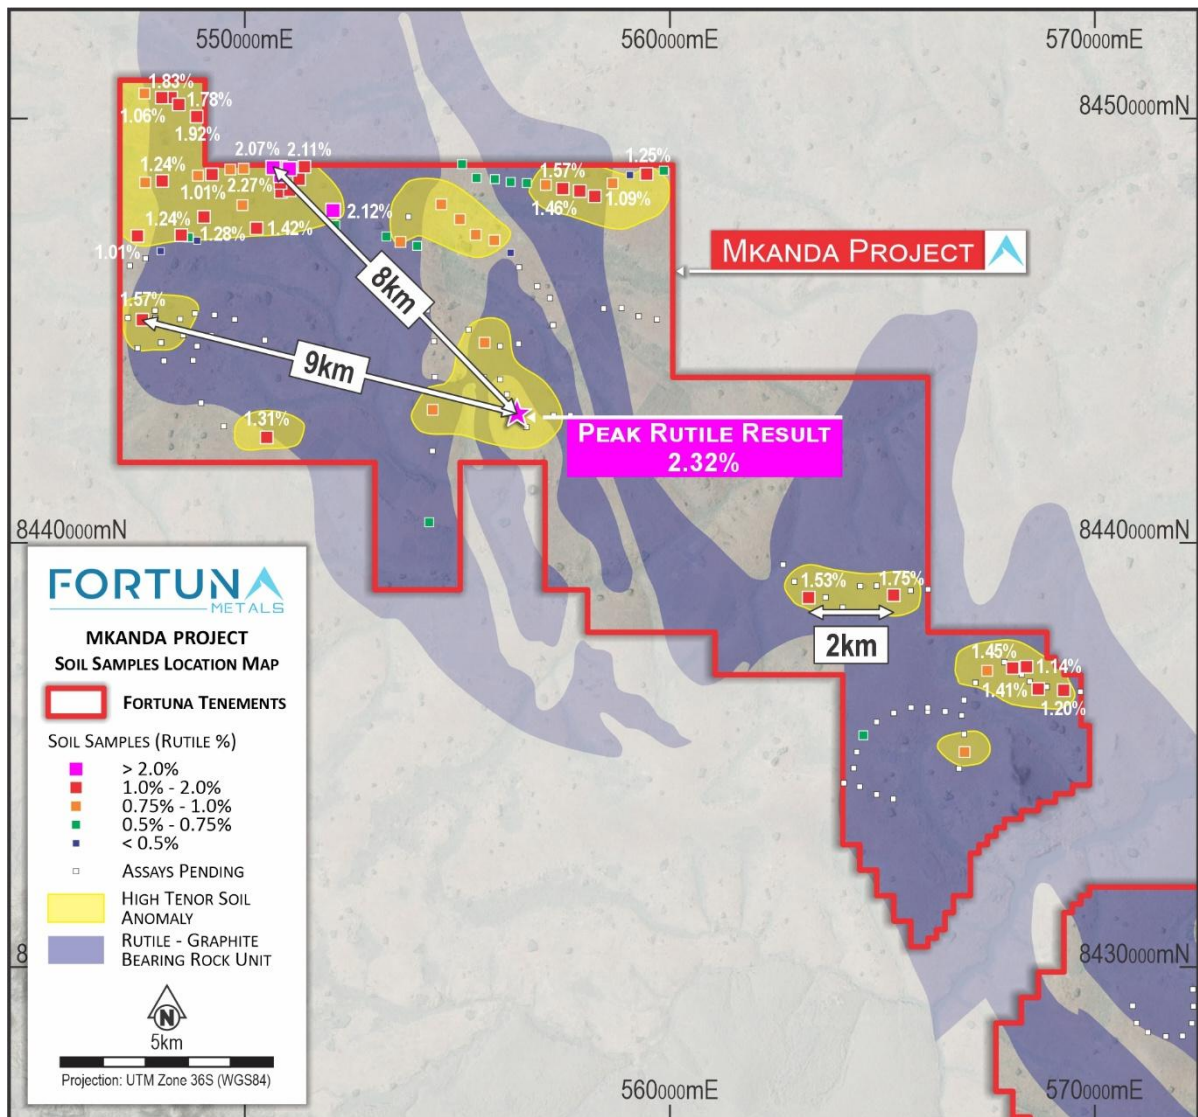 550000mE
560000mE
570000mE
8450000mN
1.83%
1.06%
1.78%
1.92%
2.07%
2.11%
1.24%
1.01%
2.27%
1.57%
1.25%
1.46%
1.09%
2.12%
1.24%
1.28%
1.42%
1.01%
MKANDA PROJECT
8km
1.57%
9km
1.31%
PEAK RUTILE RESULT
2.32%
8440000mN
8440000mN
1.53%
1.75%
2km
1.45%
1.14%
1.41%
1.20%
FORTUNA
METALS
MKANDA PROJECT
SOIL SAMPLES LOCATION MAP
FORTUNA TENEMENTS
SOIL SAMPLES (RUTILE %)
> 2.0%
1.0% - 2.0%
0.75% - 1.0%
0.5% - 0.75%
< 0.5%
ASSAYS PENDING
HIGH TENOR SOIL
ANOMALY
RUTILE - GRAPHITE
BEARING ROCK UNIT
N
5km
Projection: UTM Zone 36S (WGS84)
8
8430000mN
560000mE
570000mE